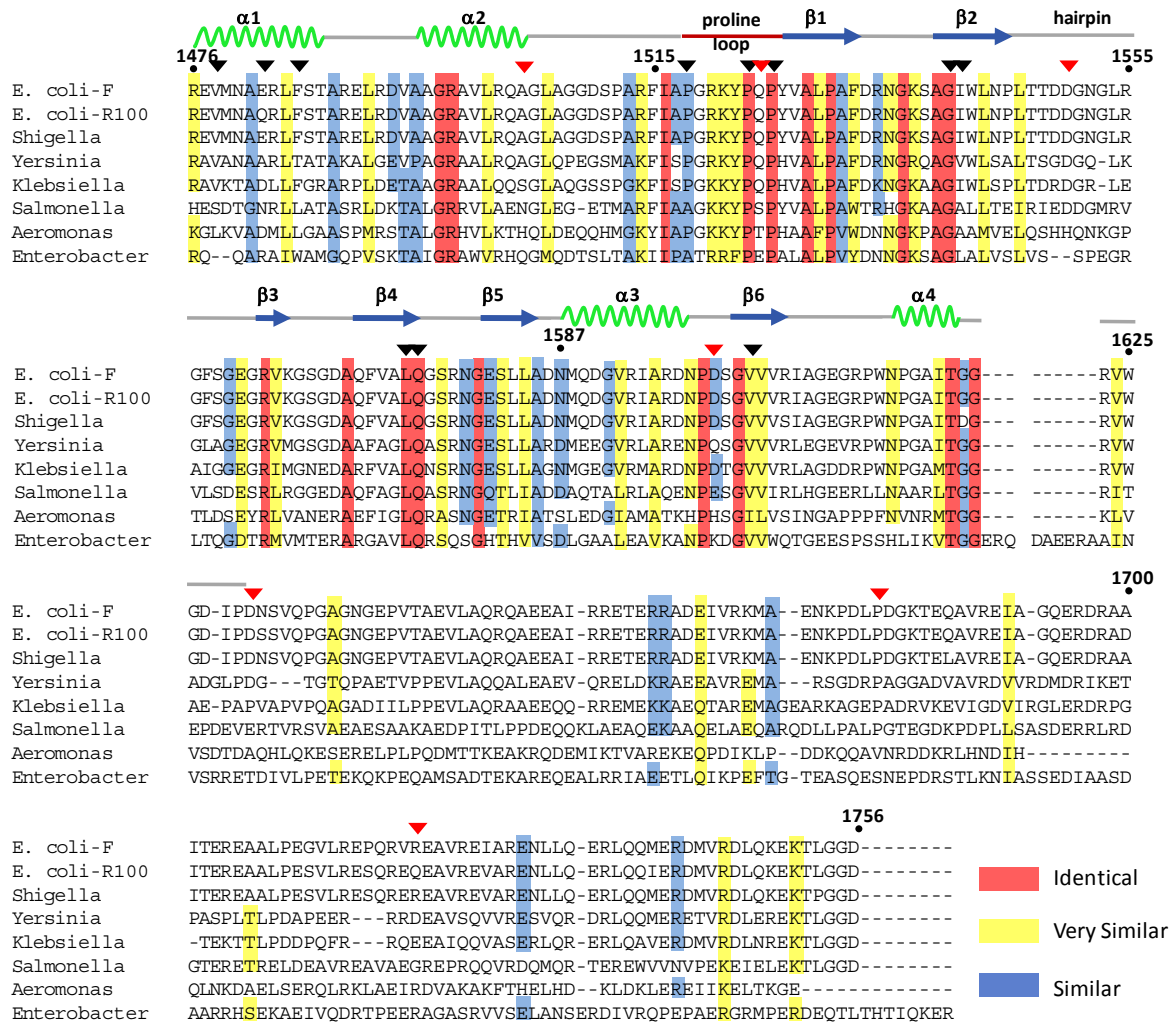 α1 α2 proline loop β1 β2 hairpin
1476 1515 1555
E. coli-F REVMNAERLFSTARELRDVAAGRAVLRQAGLAGGDSPARFIAPGRKYPQPYVALPAFDRNGKSAGIWLNPLTTDDGNGLR
E. coli-R100 REVMNAQRLFSTARELRDVAAGRAVLRQAGLAGGDSPARFIAPGRKYPQPYVALPAFDRNGKSAGIWLNPLTTDDGNGLR
Shigella REVMNAERLFSTARELRDVAAGRAVLRQAGLAGGDSPARFIAPGRKYPQPYVALPAFDRNGKSAGIWLNPLTTDDGNGLR
Yersinia RAVANAARLTATAKALGEVPAGRAALRQAGLQPEGSMAKFISPGRKYPQPHVALPAFDRNGRQAGVWLSALTSGDGQ-LK
Klebsiella RAVKTADLLFGRARPLDETAAGRAALQQSGLAQGSSPGKFISPGKKYPQPHVALPAFDKNGKQAGIWLSPLTDRDGR-LE
Salmonella HESDTGNRLLATASRLDKTALGRRVLAENGLEG-ETMARFIAAGKKYPSPYVALPAWTRHGKAAGALLTEIRIEDDGMRV
Aeromonas KGLKVADMLLGAASPMRSTALGRHVLKTHQLDEQQHMGKYIAPGKKYPTPHAAFPVWDNNGKPAGAAMVELQSHHQNKGP
Enterobacter RQ--QARAIWAMGQPVSKTAIGRAWVRHQGMQDTSLTAKIIPATRRFPEPALALPVYDNNGKSAGLALVSLVS--SPEGR
β3 β4 β5 α3 β6 α4
1587 1625
E. coli-F GFSGEGRVKGSGDAQFVALQGSRNGESLLADNMQDGVRIARDNPDSGVVVRIAGEGRPWNPGAITGG--- ------RVW
E. coli-R100 GFSGEGRVKGSGDAQFVALQGSRNGESLLADNMQDGVRIARDNPDSGVVVRIAGEGRPWNPGAITGG--- ------RVW
Shigella GFSGEGRVKGSGDAQFVALQGSRNGESLLADNMQDGVRIARDNPDSGVVVSIAGEGRPWNPGAITDG--- ------RVW
Yersinia GLAGEGRVMGSGDAAFAGLQASRNGESLLARDMEEGVRLARENPQSGVVVRLEGEVRPWNPGAITGG--- ------RVW
Klebsiella AIGGEGRIMGNEDARFVALQNSRNGESLLAGNMGEGVRMARDNPDTGVVVRLAGDDRPWNPGAMTGG--- ------RVW
Salmonella VLSDESRLRGGEDAQFAGLQASRNGQTLIADDAQTALRLAQENPESGVVIRLHGEERLLNAARLTGG--- ------RIT
Aeromonas TLDSFYRLVANERAEFIGLQRASNGETRIATSLEDGIAMATKHPHSGILVSINGAPPPFNVNRMTGG--- ------KLV
Enterobacter LTQGDTRMVMTERARGAVLQRSQSGHTHVVSDLGAALEAVKANPKDGVVWQTGEESPSSHLIKVTGGERQ DAEERAAIN
1700
E. coli-F GD-IPDNSVQPGAGNGEPVTAEVLAQRQAEEAI-RRETERRADEIVRKMA--ENKPDLPDGKTEQAVREIA-GQERDRAA
E. coli-R100 GD-IPDSSVQPGAGNGEPVTAEVLAQRQAEEAI-RRETERRADEIVRKMA--ENKPDLPDGKTEQAVREIA-GQERDRAD
Shigella GD-IPDNSVQPGAGNGEPVTAEVLAQRQAEEAI-RRETERRADEIVRKMA--ENKPDLPDGKTELAVREIA-GQERDRAA
Yersinia ADGLPDG---TGTQPAETVPPEVLAQQALEAEV-QRELDKRAEEAVREMA--RSGDRPAGGADVAVRDVVRDMDRIKET
Klebsiella AE-PAPVAPVPQAGADIILPPEVLAQRQAAEEQQ-RREMEKKAEQTAREMAGEARKAGEPADRVKEVIGDVIRGLERDRPG
Salmonella EPDEVERTVRSVAEAESAAKAEDPITLPPDEQQKLAEAQEKAAQELAEQARQDLLPALPGTEGDKPDPLLSASDERRLRD
Aeromonas VSDTDAQHLQKESERELPLPQDMTTKEAKRQDEMIKTVAREKEQPDIKLP--DDKQQAVNRDDKRLHNDIH---------
Enterobacter VSRRETDIVLPETEKQKPEQAMSADTEKAREQEALRRIAEETLQIKPEFTG-TEASQESNEPDRSTLKNIASSEDIAASD
1756
E. coli-F ITEREAALPEGVLREPQRVREAVREIARENLLQ-ERLQQMERDMVRDLQKEKTLGGD--------
E. coli-R100 ITEREAALPESVLRESQREQEAVREIARENLLQ-ERLQQIERDMVRDLQKEKTLGGD--------
Shigella ITEREAALPESVLRESQREREAVREVARENLLQ-ERLQQMERDMVRDLQKEKTPGGD--------
Yersinia PASPLTLPDAPEER---RRDEAVSQVVRESVQR-DRLQQMERETVRDLEREKTLGGD--------
Klebsiella -TEKTTLPDDPQFR---RQEEAIQQVASERLQR-ERLQAVERDMVRDLNREKTLGGD--------
Salmonella GTERETRELDEAVREAVAEGREPRQQVRDQMQR-TEREWVVNVPEKEIELEKTLGGD--------
Aeromonas QLNKDAELSERQLRKLAEIRDVAKAKFTHELHD-KLDKLEREIIKELTKGE----------
Enterobacter AARRHSEKAEIVQDRTPEERAGASRVVSELANSERDIVRQPEPAERGRMPERDEQTLTHTIQKER
Identical
Very Similar
Similar